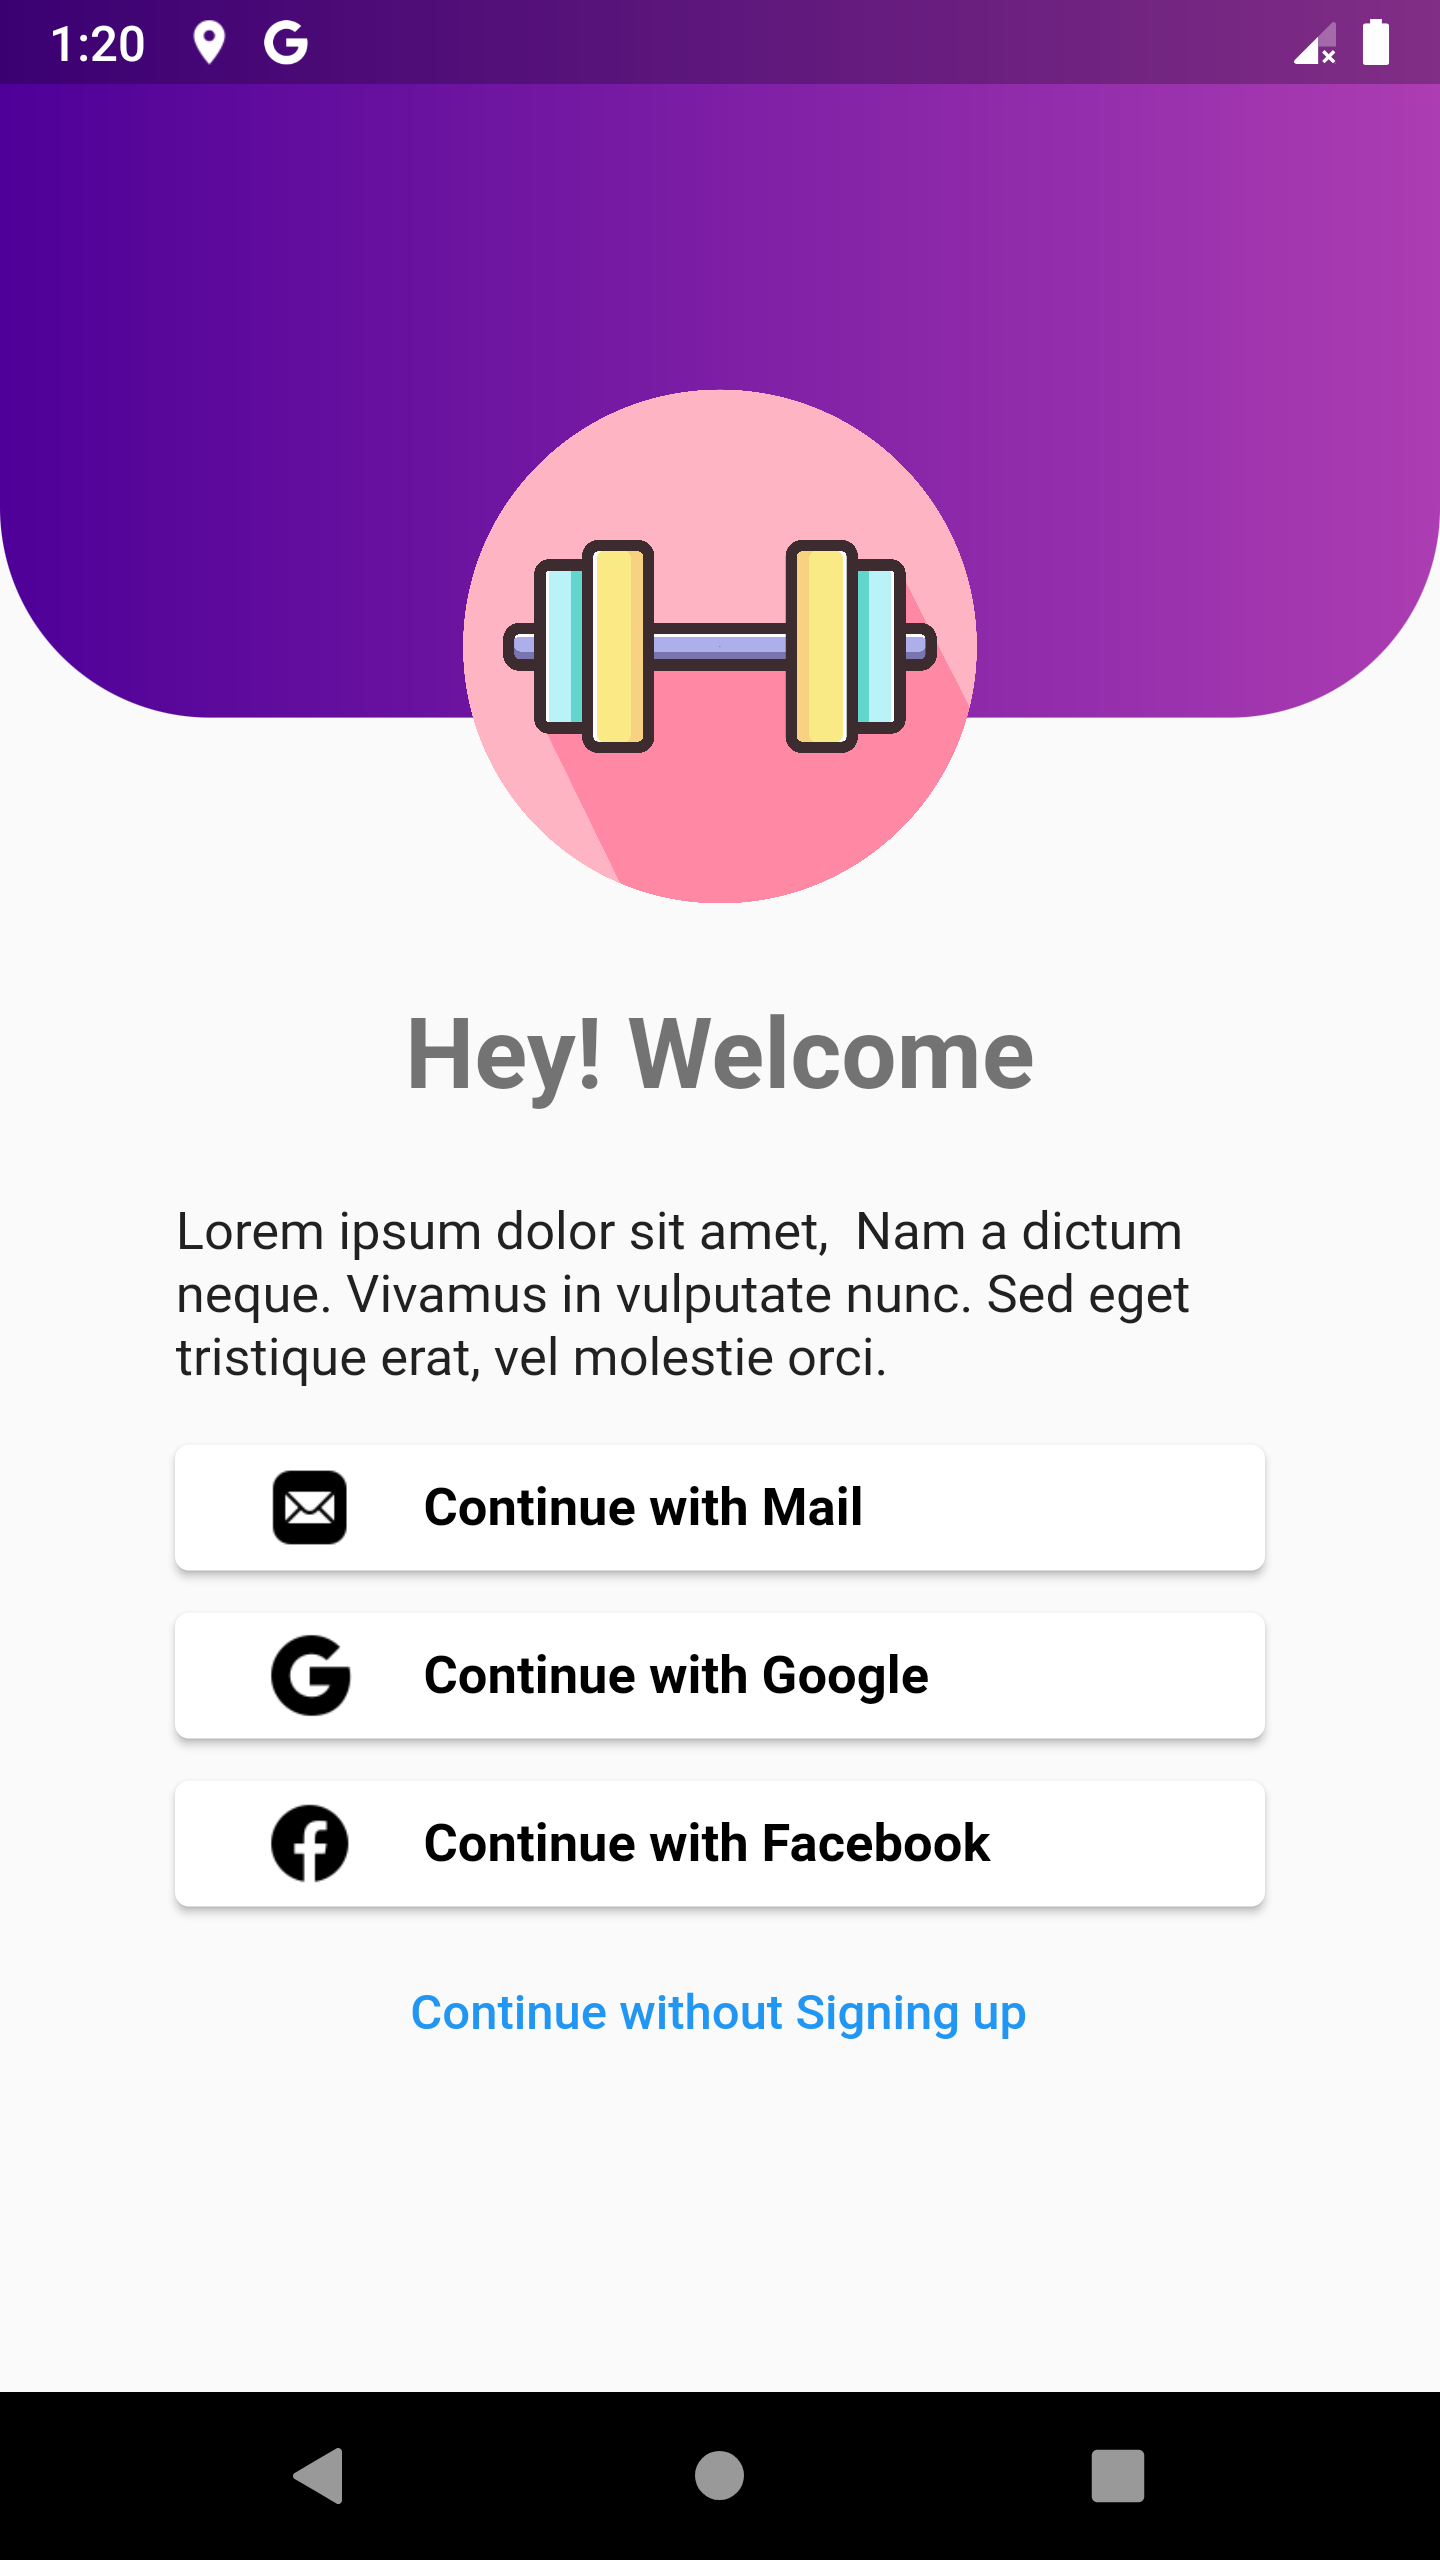 1:20
Hey! Welcome
Lorem ipsum dolor sit amet,  Nam a dictum
neque. Vivamus in vulputate nunc. Sed eget
tristique erat, vel molestie orci.
Continue with Mail
Continue with Google
Continue with Facebook
Continue without Signing up